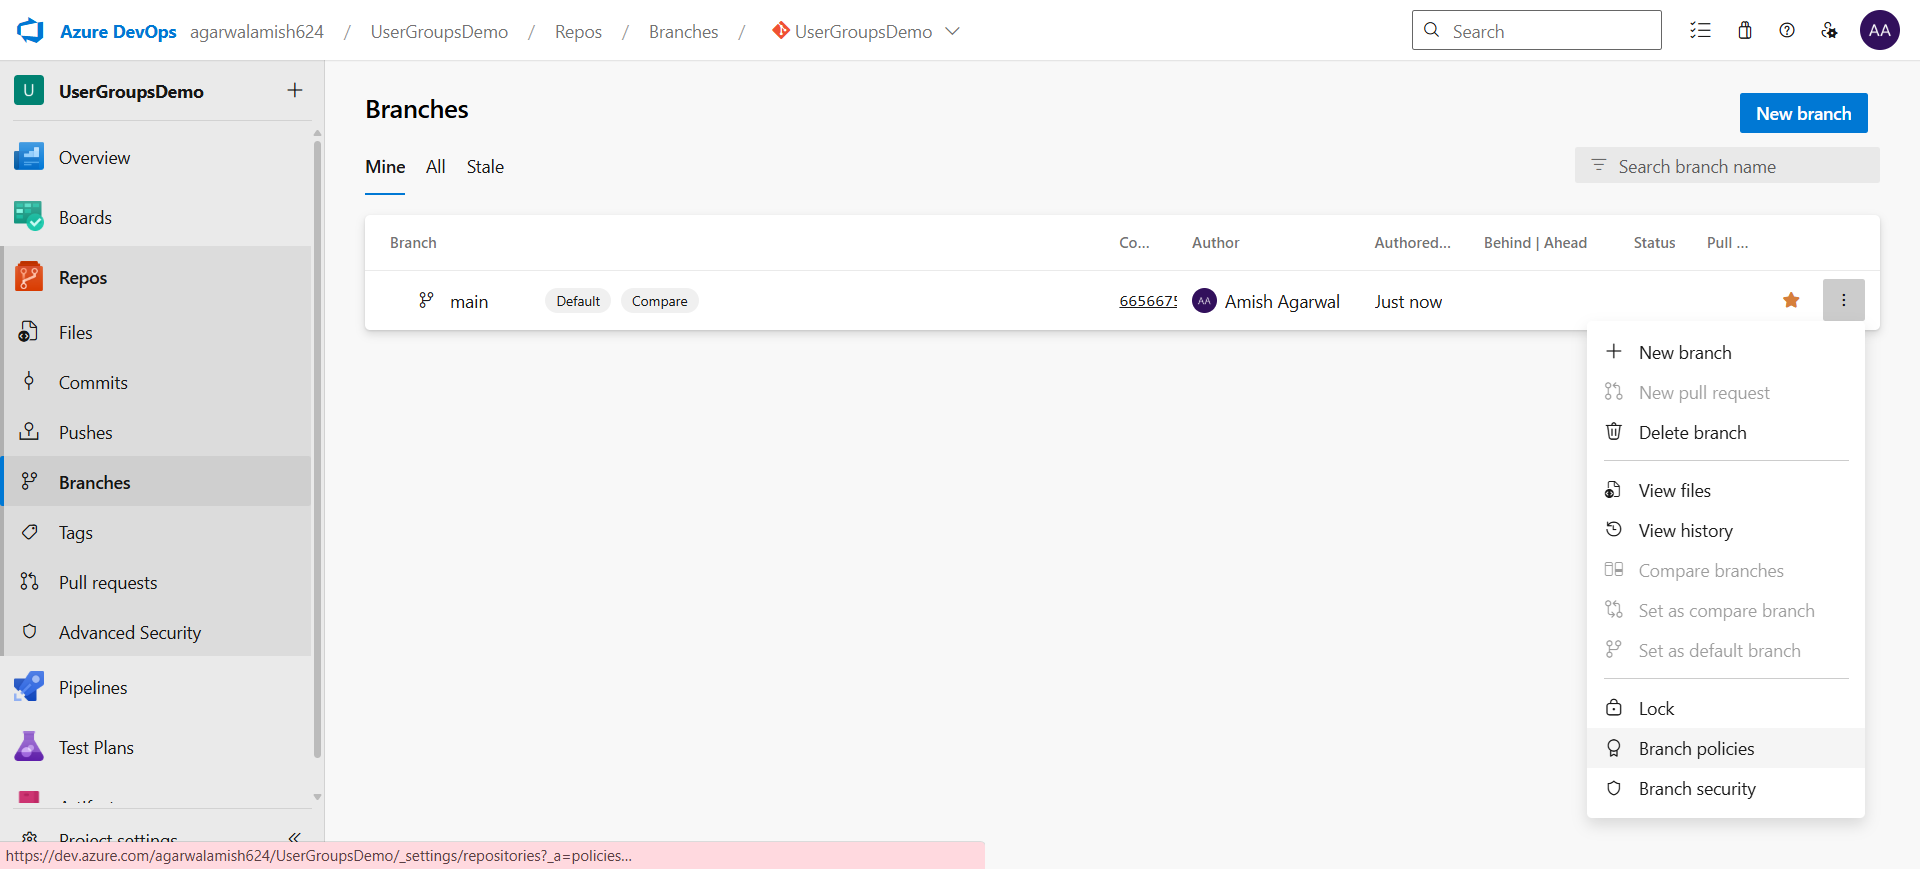 Azure DevOps agarwalamish624 / UserGroupsDemo / Repos / Branches / UserGroupsDemo
Search
AA
U UserGroupsDemo
Overview
Boards
Repos
Files
Commits
Pushes
Branches
Tags
Pull requests
Advanced Security
Pipelines
Test Plans
Project settings
https://dev.azure.com/agarwalamish624/UserGroupsDemo/_settings/repositories?_a=policies...
Branches
New branch
Mine All Stale
Search branch name
Branch Co... Author Authored... Behind | Ahead Status Pull ...
main Default Compare 6656675 AA Amish Agarwal Just now
New branch
New pull request
Delete branch
View files
View history
Compare branches
Set as compare branch
Set as default branch
Lock
Branch policies
Branch security